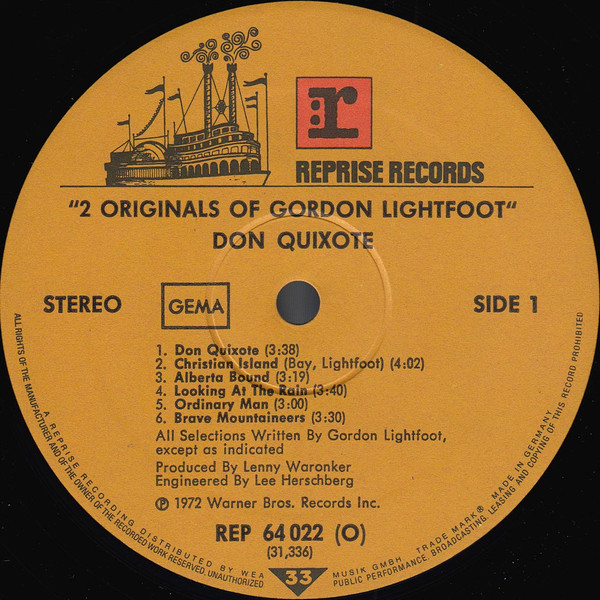 r
REPRISE RECORDS
"2 ORIGINALS OF GORDON LIGHTFOOT"
DON QUIXOTE
STEREO
GEMA
SIDE 1
1. Don Quixote (3:38)
2. Christian Island (Bay, Lightfoot) (4:02)
3. Alberta Bound (3:19)
4. Looking At The Rain (3:40)
5. Ordinary Man (3:00)
6. Brave Mountaineers (3:30)
All Selections Written By Gordon Lightfoot,
except as indicated
Produced By Lenny Waronker
Engineered By Lee Herschberg
℗ 1972 Warner Bros. Records Inc.
REP 64 022 (O)
(31,336)
33
ALL RIGHTS OF THE MANUFACTURER AND OF THE OWNER OF THE RECORDED WORK RESERVED. UNAUTHORIZED PUBLIC PERFORMANCE, BROADCASTING, LEASING AND COPYING OF THIS RECORD PROHIBITED
A REPRISE RECORDING DISTRIBUTED BY WEA MUSIK GMBH TRADE MARK® MADE IN GERMANY.